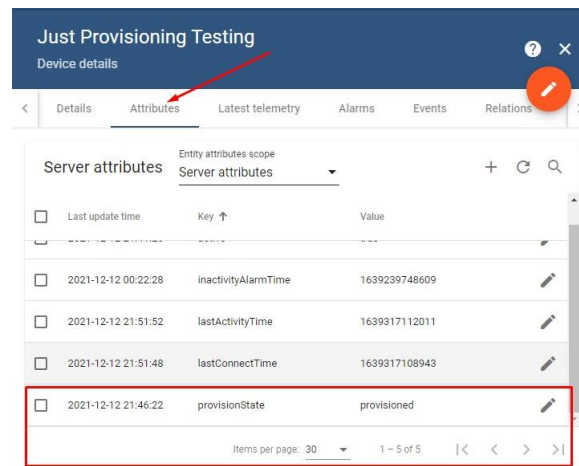 Just Provisioning Testing
Device details
Details Attributes Latest telemetry Alarms Events Relations
Entity attributes scope
Server attributes Server attributes
Last update time Key Value
2021-12-12 00:22:28 inactivityAlarmTime 1639239748609
2021-12-12 21:51:52 lastActivityTime 1639317112011
2021-12-12 21:51:48 lastConnectTime 1639317108943
2021-12-12 21:46:22 provisionState provisioned
Items per page: 30 1 – 5 of 5